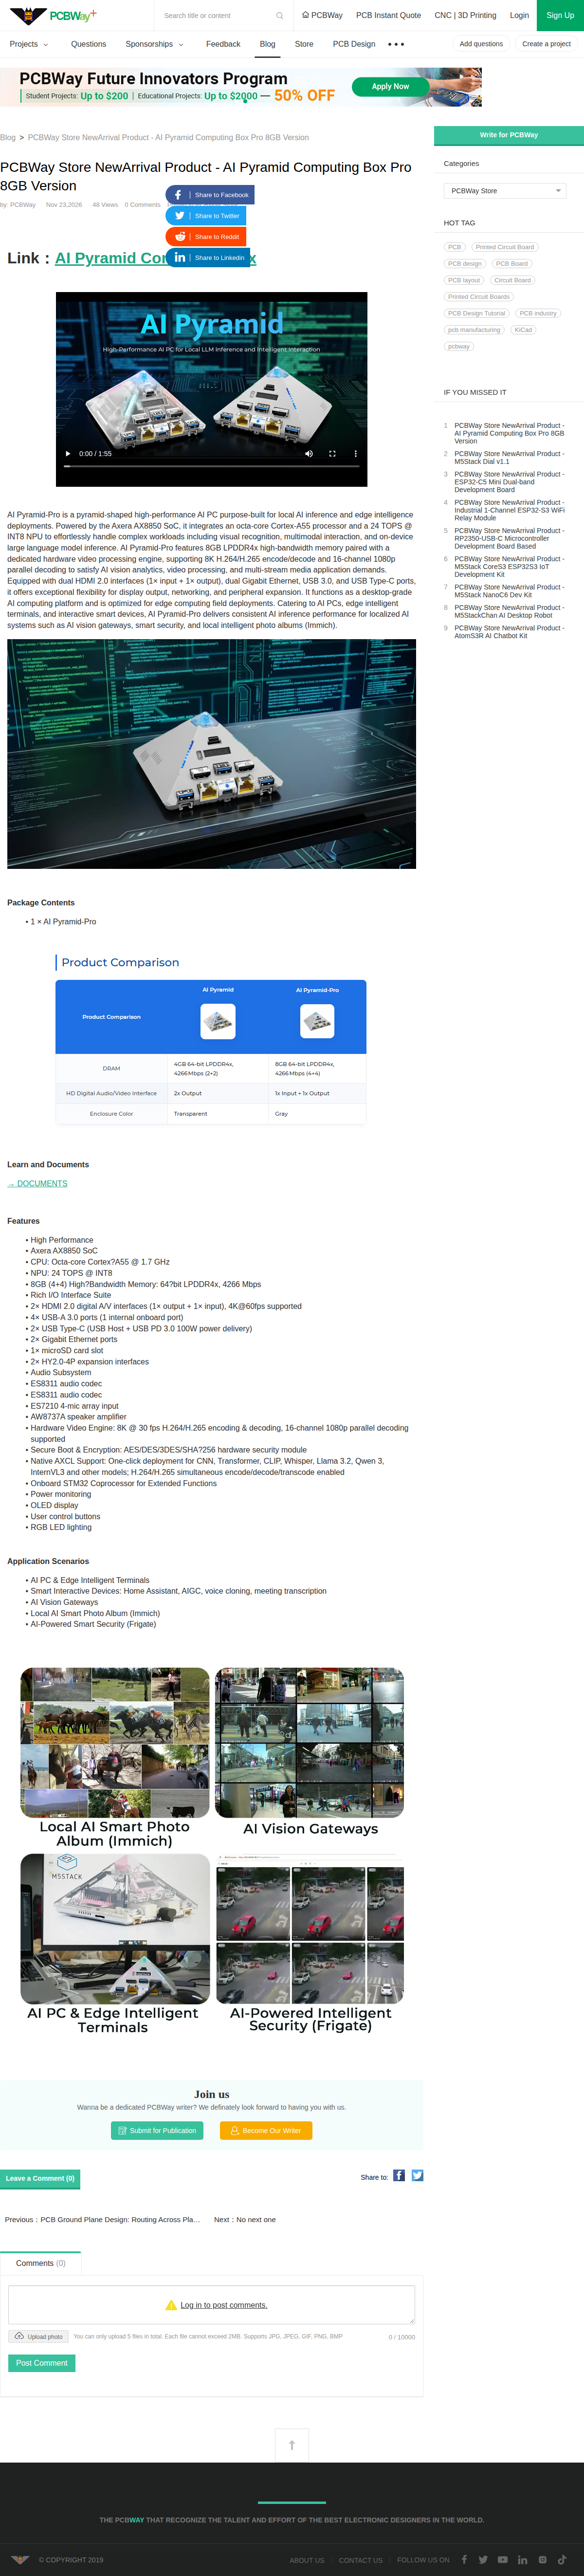 PCBWay
Search title or content
PCBWay
PCB Instant Quote
CNC | 3D Printing
Login
Sign Up
Projects
Questions
Sponsorships
Feedback
Blog
Store
PCB Design
Add questions
Create a project
PCBWay Future Innovators Program
Student Projects: Up to $200 | Educational Projects: Up to $2000 — 50% OFF
Apply Now
Blog > PCBWay Store NewArrival Product - AI Pyramid Computing Box Pro 8GB Version
PCBWay Store NewArrival Product - AI Pyramid Computing Box Pro
8GB Version
by: PCBWay Nov 23,2026 48 Views 0 Comments
Share to Facebook
Share to Twitter
Share to Reddit
Share to Linkedin
Link：AI Pyramid
AI Pyramid
High-Performance AI PC for Local LLM Inference and Intelligent Interaction
0:00 / 1:55
AI Pyramid-Pro is a pyramid-shaped high-performance AI PC purpose-built for local AI inference and edge intelligence
deployments. Powered by the Axera AX8850 SoC, it integrates an octa-core Cortex-A55 processor and a 24 TOPS @
INT8 NPU to effortlessly handle complex workloads including visual recognition, multimodal interaction, and on-device
large language model inference. AI Pyramid-Pro features 8GB LPDDR4x high-bandwidth memory paired with a
dedicated hardware video processing engine, supporting 8K H.264/H.265 encode/decode and 16-channel 1080p
parallel decoding to satisfy AI vision analytics, video processing, and multi-stream media application demands.
Equipped with dual HDMI 2.0 interfaces (1× input + 1× output), dual Gigabit Ethernet, USB 3.0, and USB Type-C ports,
it offers exceptional flexibility for display output, networking, and peripheral expansion. It functions as a desktop-grade
AI computing platform and is optimized for edge computing field deployments. Catering to AI PCs, edge intelligent
terminals, and interactive smart devices, AI Pyramid-Pro delivers consistent and AI inference performance for localized AI
systems such as AI vision gateways, smart security, and local intelligent photo albums (Immich).
Package Contents
• 1 × AI Pyramid-Pro
Product Comparison
Product Comparison
AI Pyramid
AI Pyramid-Pro
DRAM
4GB 64-bit LPDDR4x,
4266Mbps (2+2)
8GB 64-bit LPDDR4x,
4266Mbps (4+4)
HD Digital Audio/Video Interface
2x Output
1x Input + 1x Output
Enclosure Color
Transparent
Gray
Learn and Documents
→ DOCUMENTS
Features
• High Performance
• Axera AX8850 SoC
• CPU: Octa-core Cortex?A55 @ 1.7 GHz
• NPU: 24 TOPS @ INT8
• 8GB (4+4) High?Bandwidth Memory: 64?bit LPDDR4x, 4266 Mbps
• Rich I/O Interface Suite
• 2× HDMI 2.0 digital A/V interfaces (1× output + 1× input), 4K@60fps supported
• 4× USB-A 3.0 ports (1 internal onboard port)
• 2× USB Type-C (USB Host + USB PD 3.0 100W power delivery)
• 2× Gigabit Ethernet ports
• 1× microSD card slot
• 2× HY2.0-4P expansion interfaces
• Audio Subsystem
• ES8311 audio codec
• ES8311 audio codec
• ES7210 4-mic array input
• AW8737A speaker amplifier
• Hardware Video Engine: 8K @ 30 fps H.264/H.265 encoding & decoding, 16-channel 1080p parallel decoding
supported
• Secure Boot & Encryption: AES/DES/3DES/SHA?256 hardware security module
• Native AXCL Support: One-click deployment for CNN, Transformer, CLIP, Whisper, Llama 3.2, Qwen 3,
InternVL3 and other models; H.264/H.265 simultaneous encode/decode/transcode enabled
• Onboard STM32 Coprocessor for Extended Functions
• Power monitoring
• OLED display
• User control buttons
• RGB LED lighting
Application Scenarios
• AI PC & Edge Intelligent Terminals
• Smart Interactive Devices: Home Assistant, AIGC, voice cloning, meeting transcription
• AI Vision Gateways
• Local AI Smart Photo Album (Immich)
• AI-Powered Smart Security (Frigate)
Local AI Smart Photo
Album (Immich)
AI Vision Gateways
M5STACK
AI PC & Edge Intelligent
Terminals
AI-Powered Intelligent
Security (Frigate)
Join us
Wanna be a dedicated PCBWay writer? We definately look forward to having you with us.
Submit for Publication
Become Our Writer
Leave a Comment (0)
Share to:
Previous：PCB Ground Plane Design: Routing Across Pla…
Next：No next one
Comments (0)
Log in to post comments.
Upload photo
You can only upload 5 files in total. Each file cannot exceed 2MB. Supports JPG, JPEG, GIF, PNG, BMP
0 / 10000
Post Comment
Write for PCBWay
Categories
PCBWay Store
HOT TAG
PCB
Printed Circuit Board
PCB design
PCB Board
PCB layout
Circuit Board
Printed Circuit Boards
PCB Design Tutorial
PCB industry
pcb manufacturing
KiCad
pcbway
IF YOU MISSED IT
1 PCBWay Store NewArrival Product -
AI Pyramid Computing Box Pro 8GB
Version
2 PCBWay Store NewArrival Product -
M5Stack Dial v1.1
3 PCBWay Store NewArrival Product -
ESP32-C5 Mini Dual-band
Development Board
4 PCBWay Store NewArrival Product -
Industrial 1-Channel ESP32-S3 WiFi
Relay Module
5 PCBWay Store NewArrival Product -
RP2350-USB-C Microcontroller
Development Board Based
6 PCBWay Store NewArrival Product -
M5Stack CoreS3 ESP32S3 IoT
Development Kit
7 PCBWay Store NewArrival Product -
M5Stack NanoC6 Dev Kit
8 PCBWay Store NewArrival Product -
M5StackChan AI Desktop Robot
9 PCBWay Store NewArrival Product -
AtomS3R AI Chatbot Kit
THE PCBWAY THAT RECOGNIZE THE TALENT AND EFFORT OF THE BEST ELECTRONIC DESIGNERS IN THE WORLD.
© COPYRIGHT 2019
ABOUT US
CONTACT US
FOLLOW US ON